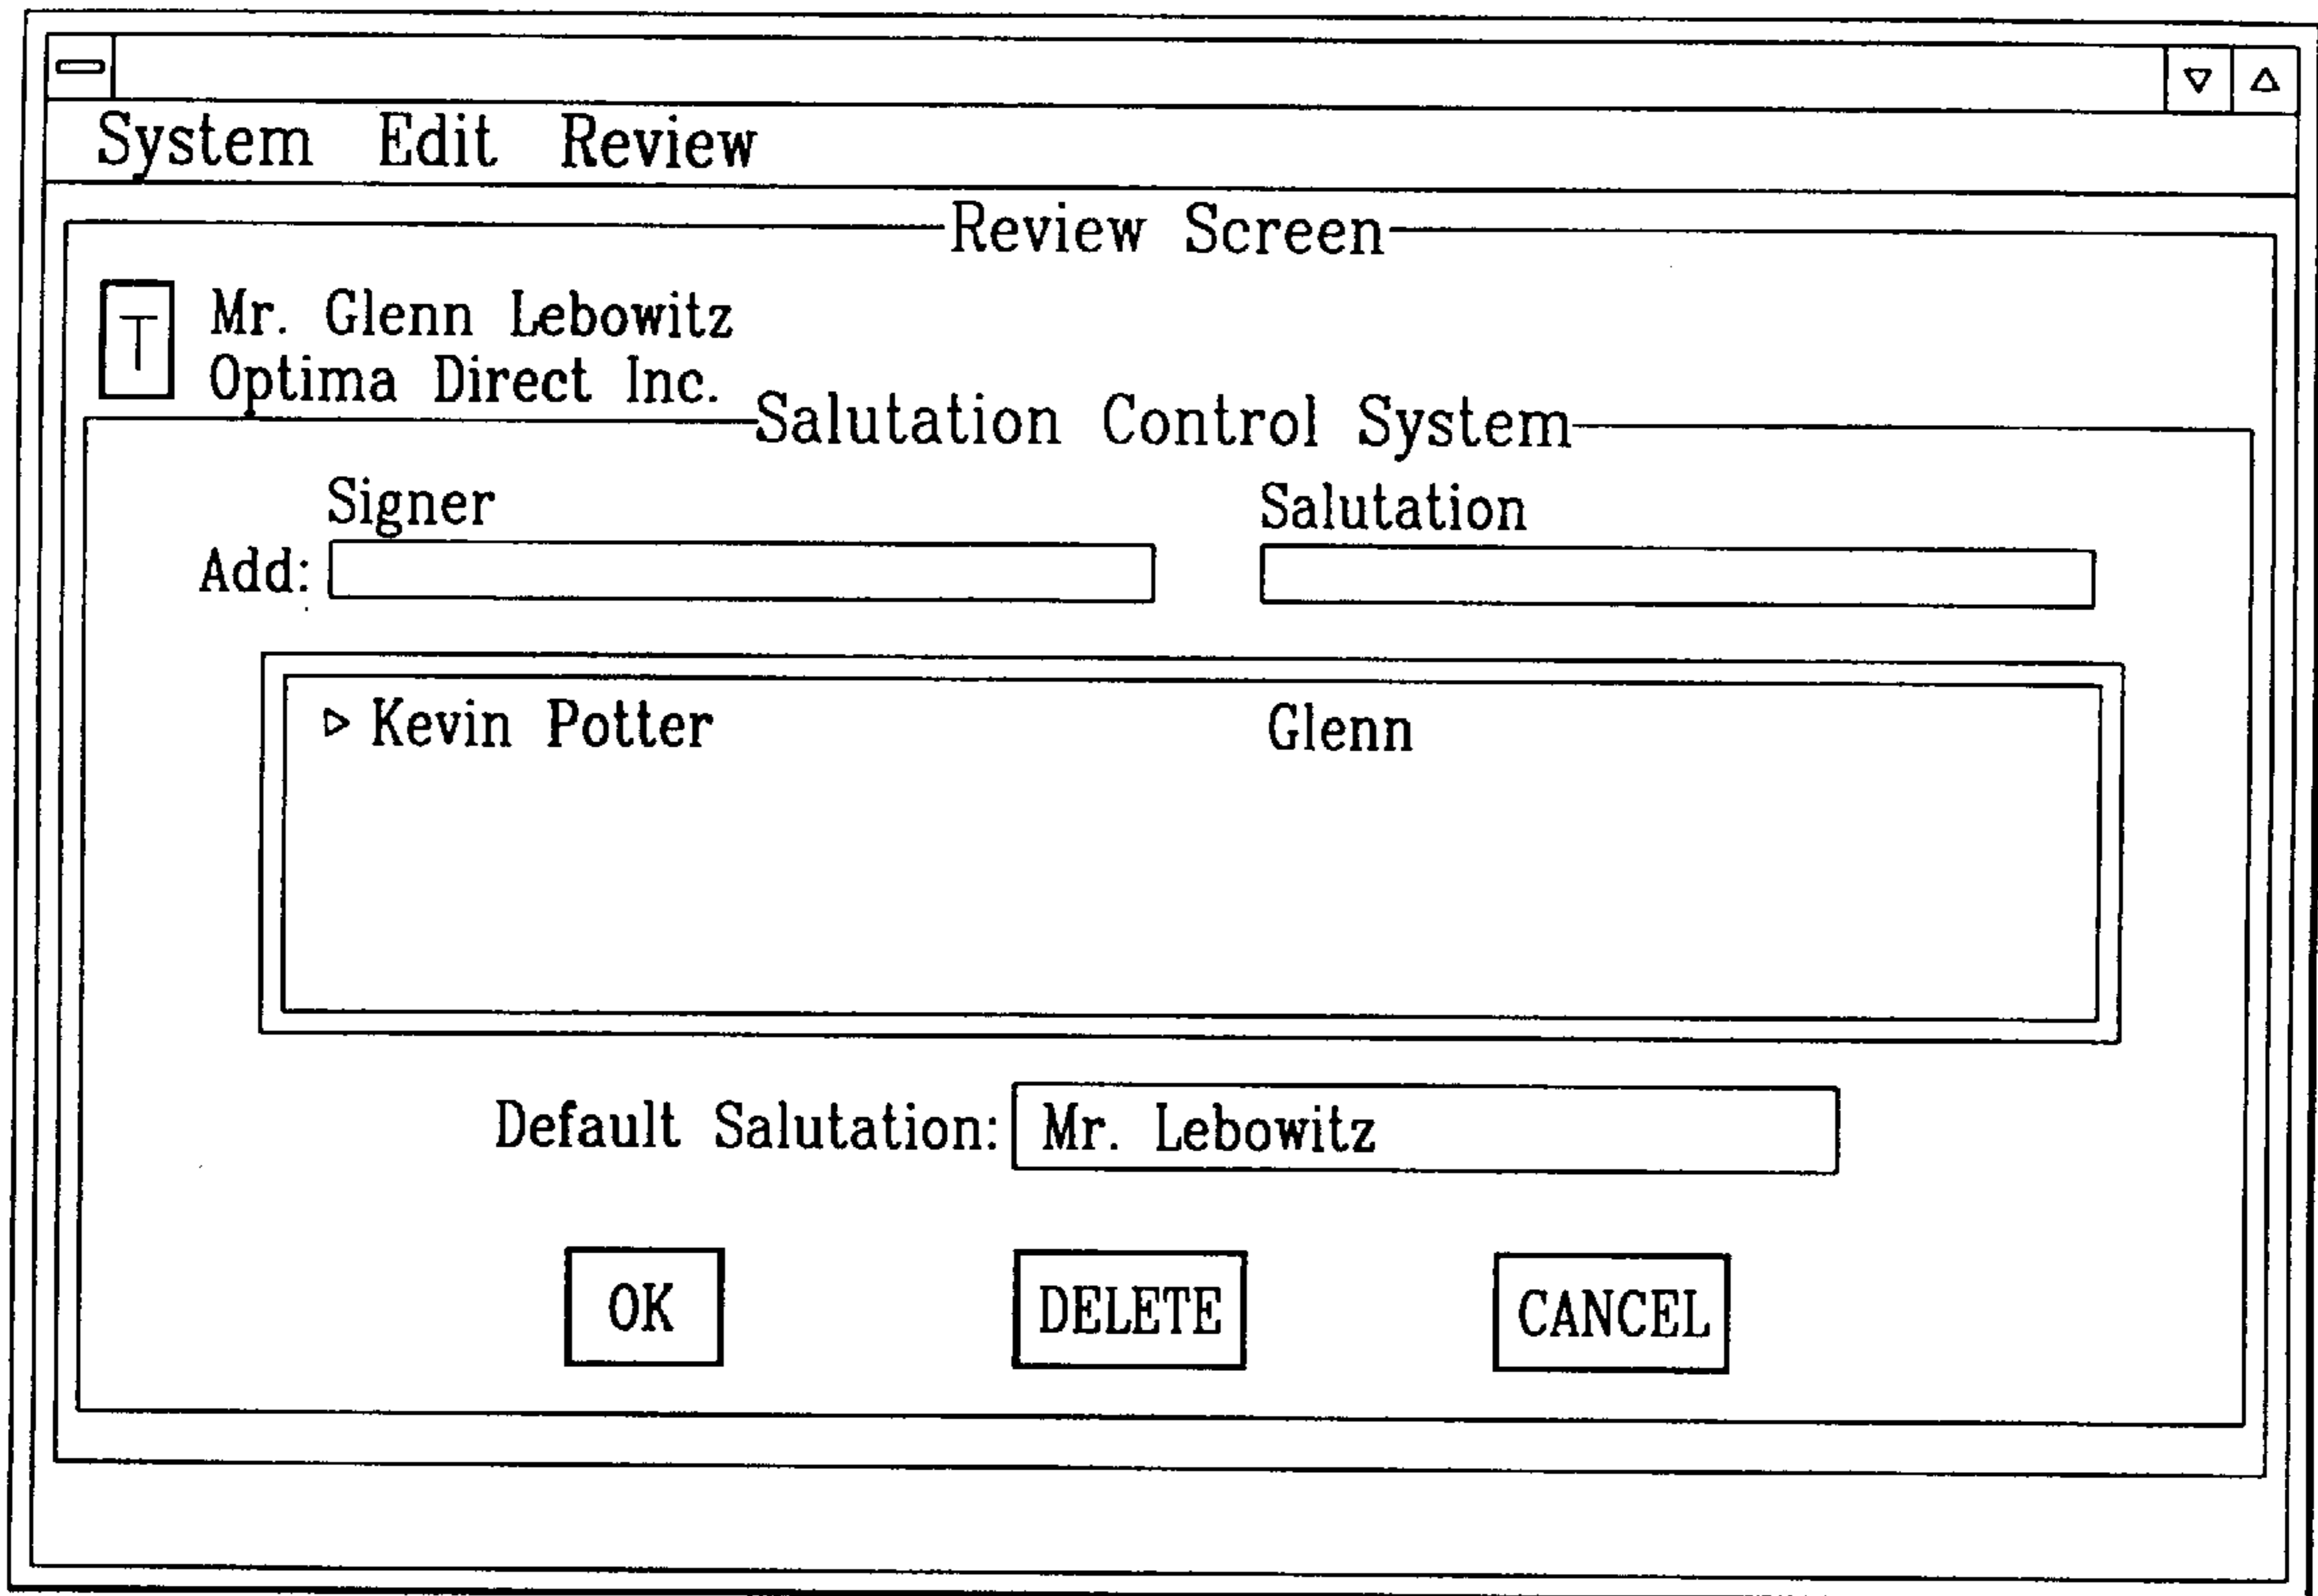 System Edit Review
Review Screen
T
Mr. Glenn Lebowitz
Optima Direct Inc.
Salutation Control System
Signer Salutation
Add:
Kevin Potter Glenn
Default Salutation: Mr. Lebowitz
OK DELETE CANCEL